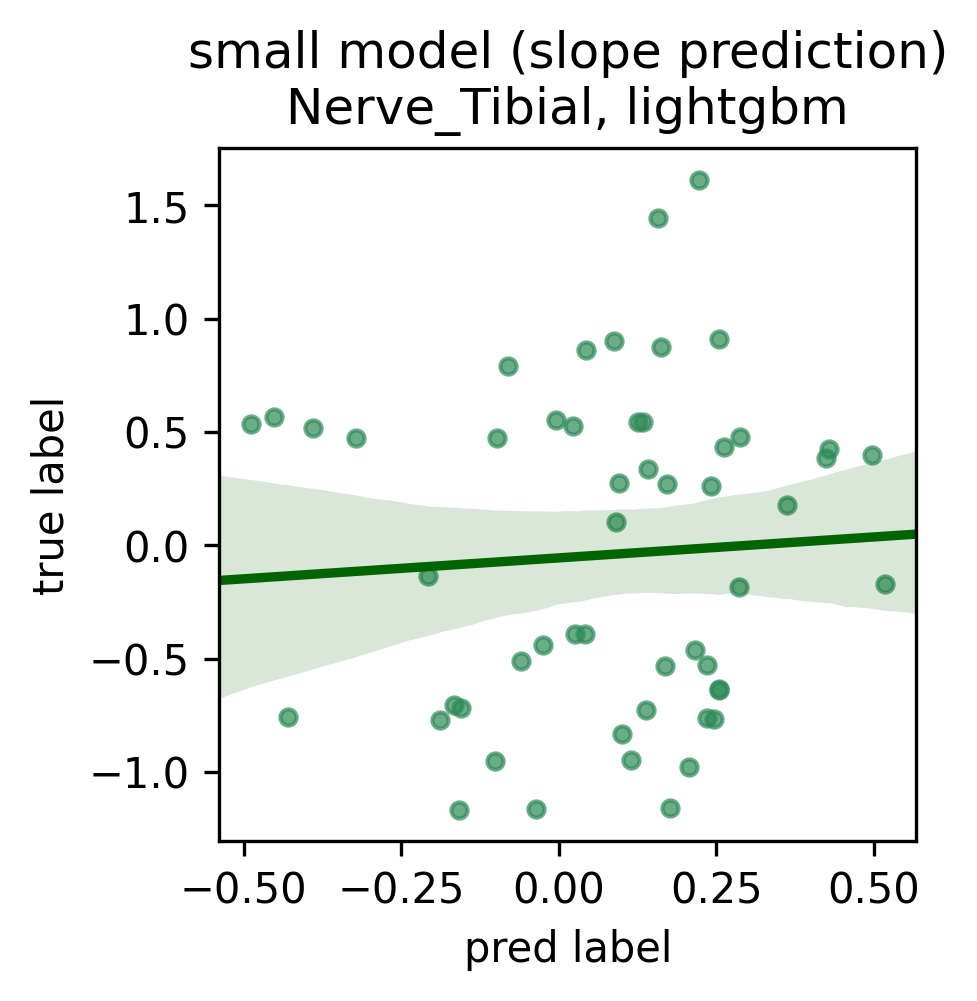 small model (slope prediction)
Nerve_Tibial, lightgbm
1.5
1.0
0.5
0.0
−0.5
−1.0
true label
−0.50 −0.25 0.00 0.25 0.50
pred label